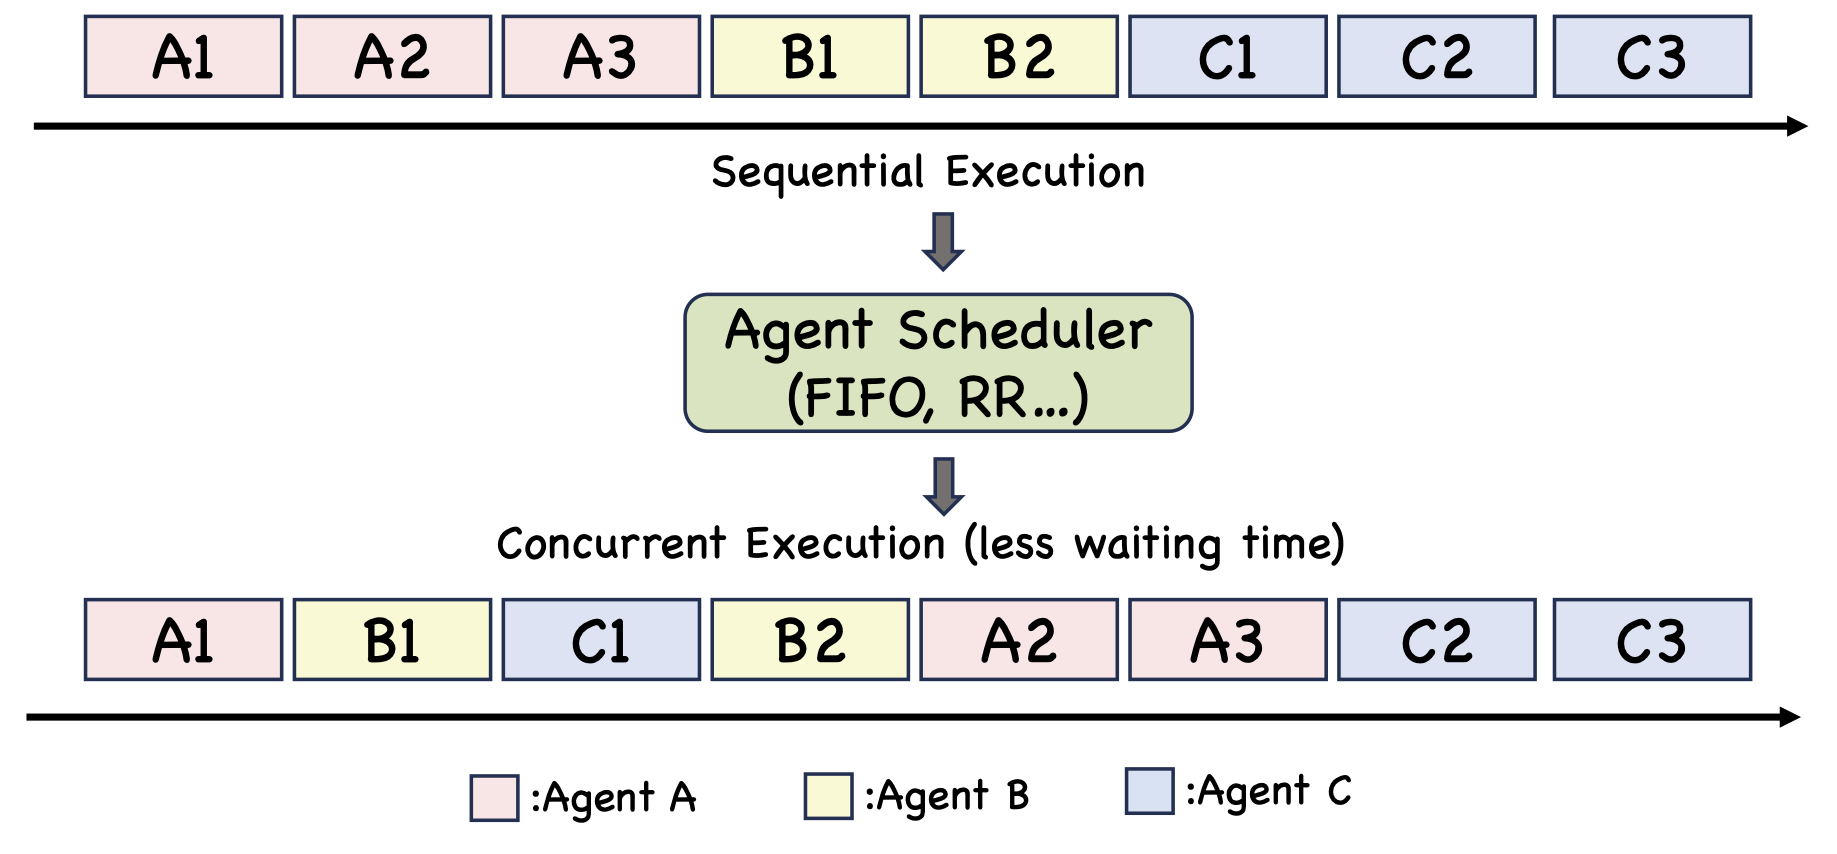 A1 A2 A3 B1 B2 C1 C2 C3
Sequential Execution
Agent Scheduler
(FIFO, RR...)
Concurrent Execution (less waiting time)
A1 B1 C1 B2 A2 A3 C2 C3
:Agent A :Agent B :Agent C